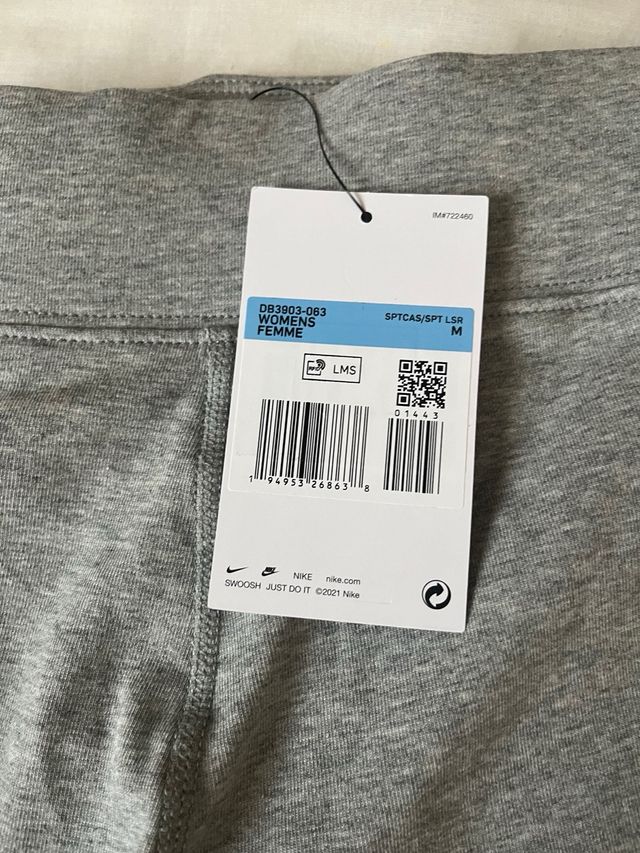 IM#722460
DB3903-063
WOMENS
FEMME
SPTCAS/SPT LSR
M
LMS
01443
1 94953 26863 8
NIKE nike.com
SWOOSH JUST DO IT ©2021 Nike